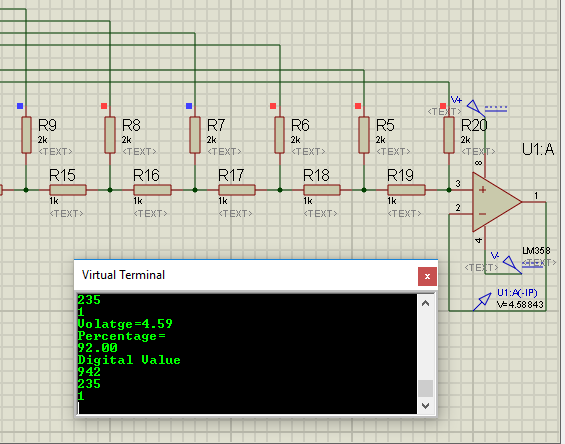 R9
2k
<TEXT>
R8
2k
<TEXT>
R7
2k
<TEXT>
R6
2k
<TEXT>
R5
2k
<TEXT>
V+
<TEXT>
R20
2k
<TEXT>
U1:A
R15
1k
<TEXT>
R16
1k
<TEXT>
R17
1k
<TEXT>
R18
1k
<TEXT>
R19
1k
<TEXT>
8
3
2
1
4
V-
<TEXT>
LM358
<TEXT>
U1:A(-IP)
V=4.58843
Virtual Terminal
x
235
1
Volatge=4.59
Percentage=
92.00
Digital Value
942
235
1